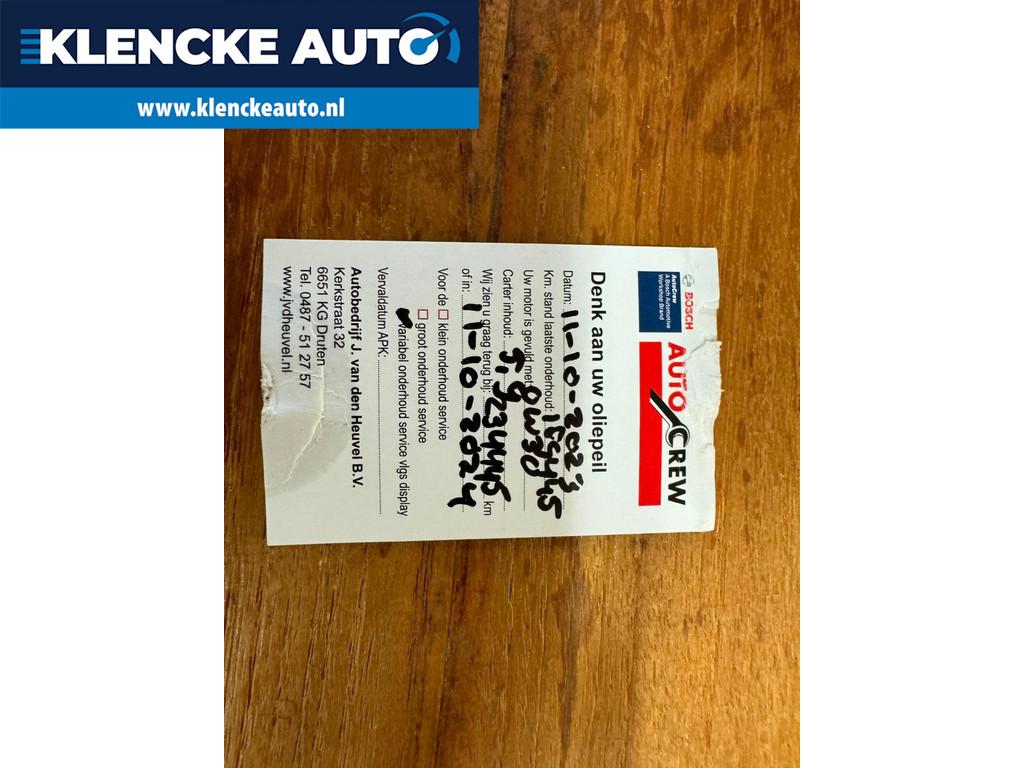 KLENCKE AUTO
www.klenckeauto.nl
BOSCH
AutoCrew
A Bosch Automotive
Workshop Brand
AUTO CREW
Denk aan uw oliepeil
Datum: 11-10-2023
Km. stand laatste onderhoud:
Uw motor is gevuld met: 0W30
Carter inhoud: 5,9
Wij zien u graag terug bij: km
of in: 11-10-2024
Voor de klein onderhoud service
groot onderhoud service
variabel onderhoud service vlgs display
Vervaldatum APK:
Autobedrijf J. van den Heuvel B.V.
Kerkstraat 32
6651 KG Druten
Tel. 0487 - 51 27 57
www.jvdheuvel.nl